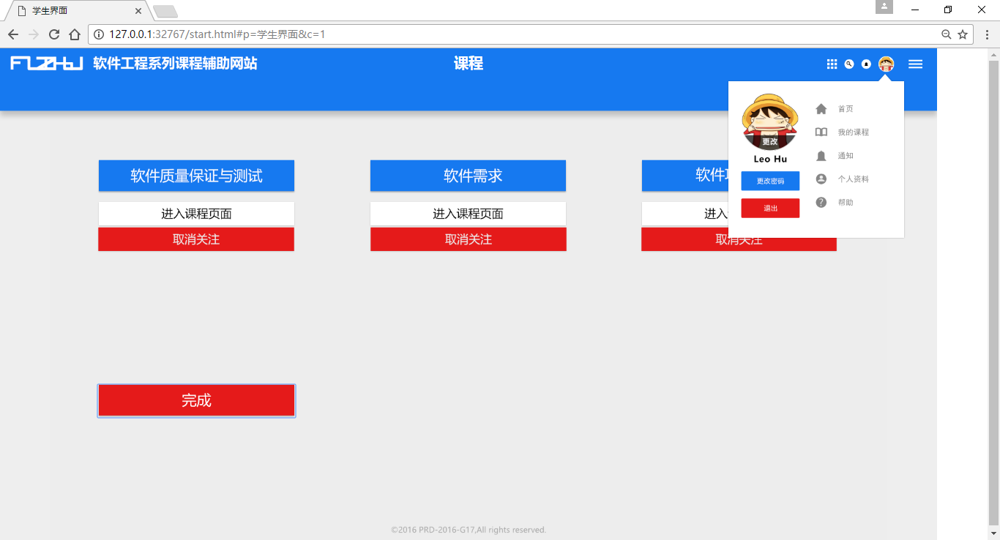 学生界面
127.0.0.1:32767/start.html#p=学生界面&c=1
软件工程系列课程辅助网站
课程
更改
Leo Hu
更改密码
退出
首页
我的课程
通知
个人资料
帮助
软件质量保证与测试
软件需求
进入课程页面
进入课程页面
进入
取消关注
取消关注
取消关注
完成
©2016 PRD-2016-G17,All rights reserved.